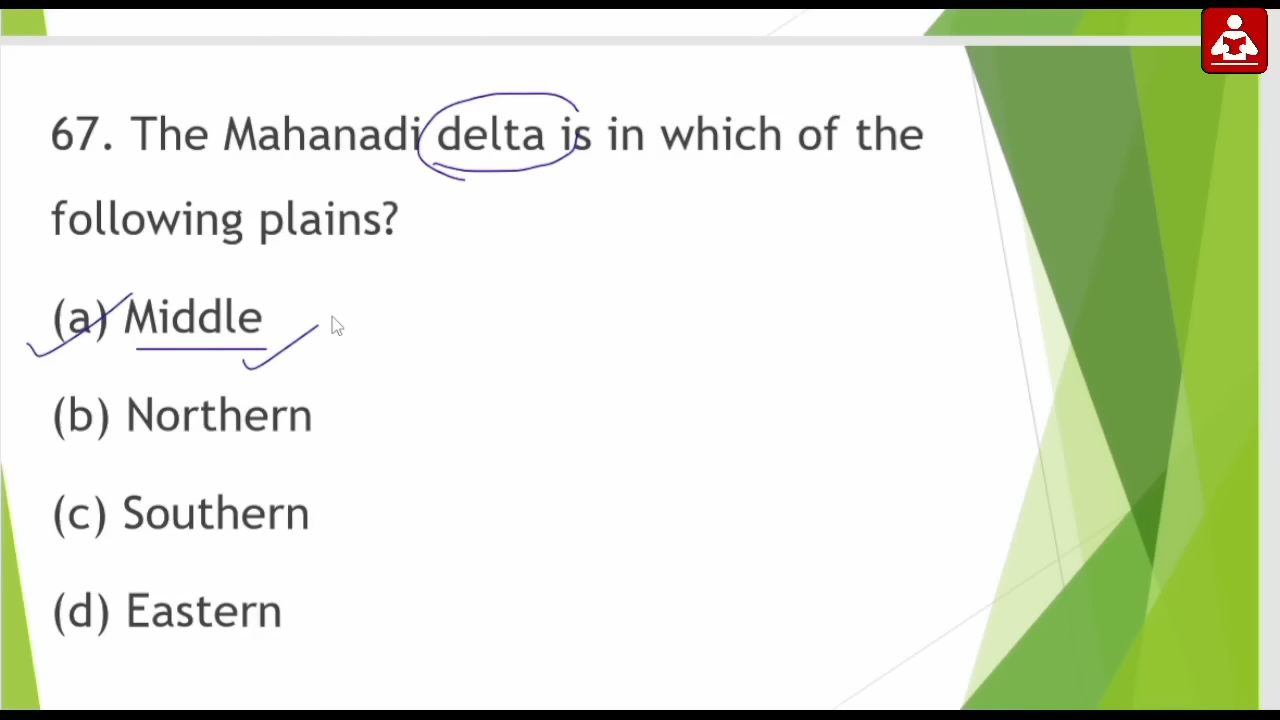 67. The Mahanadi delta is in which of the
following plains?
(a) Middle
(b) Northern
(c) Southern
(d) Eastern